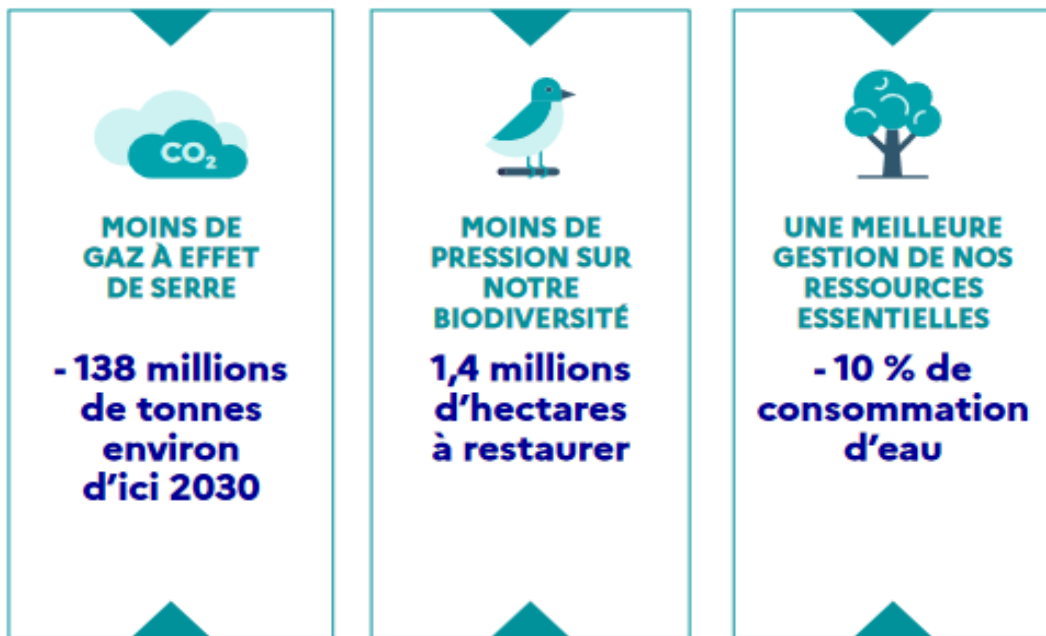 CO₂
MOINS DE
GAZ À EFFET
DE SERRE
- 138 millions
de tonnes
environ
d’ici 2030
MOINS DE
PRESSION SUR
NOTRE
BIODIVERSITÉ
1,4 millions
d’hectares
à restaurer
UNE MEILLEURE
GESTION DE NOS
RESSOURCES
ESSENTIELLES
- 10 % de
consommation
d’eau